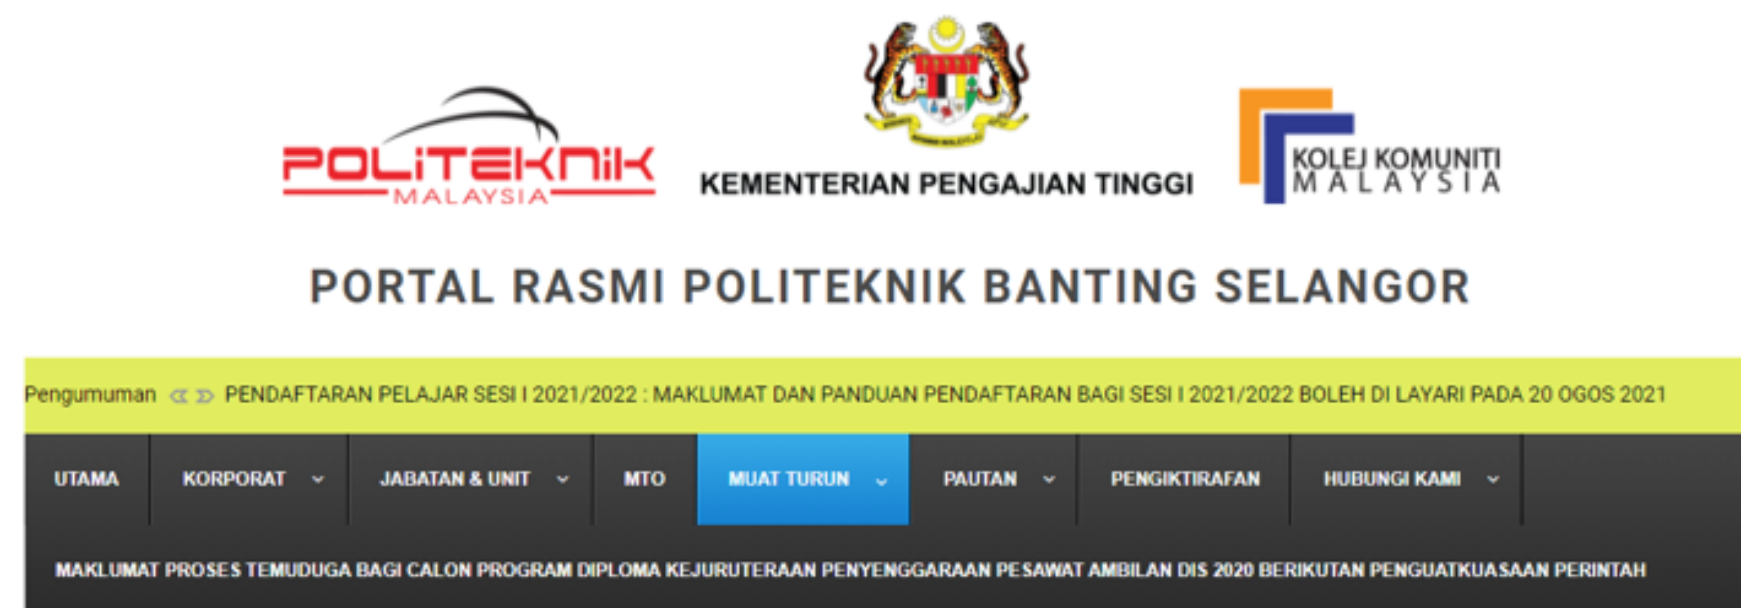 POLiTEKNiK
MALAYSIA
KEMENTERIAN PENGAJIAN TINGGI
KOLEJ KOMUNITI
MALAYSIA
PORTAL RASMI POLITEKNIK BANTING SELANGOR
Pengumuman PENDAFTARAN PELAJAR SESI I 2021/2022 : MAKLUMAT DAN PANDUAN PENDAFTARAN BAGI SESI I 2021/2022 BOLEH DI LAYARI PADA 20 OGOS 2021
UTAMA KORPORAT JABATAN & UNIT MTO MUAT TURUN PAUTAN PENGIKTIRAFAN HUBUNGI KAMI
MAKLUMAT PROSES TEMUDUGA BAGI CALON PROGRAM DIPLOMA KEJURUTERAAN PENYENGGARAAN PESAWAT AMBILAN DIS 2020 BERIKUTAN PENGUATKUASAAN PERINTAH